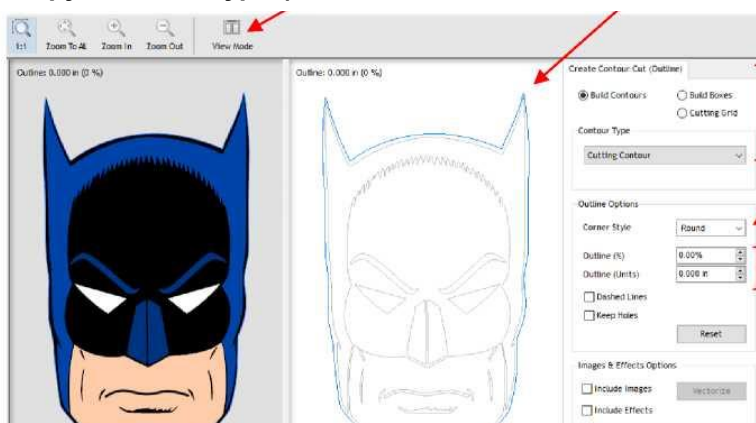 1:1 Zoom To All Zoom In Zoom Out View Mode
Outline: 0.000 in (0 %)
Outline: 0.000 in (0 %)
Create Contour Cut (Outline)
Build Contours Build Boxes
Cutting Grid
Contour Type
Cutting Contour
Outline Options
Corner Style Round
Outline (%) 0.00%
Outline (Units) 0.000 in
Dashed Lines
Keep Holes
Reset
Images & Effects Options
Include Images Vectorize
Include Effects